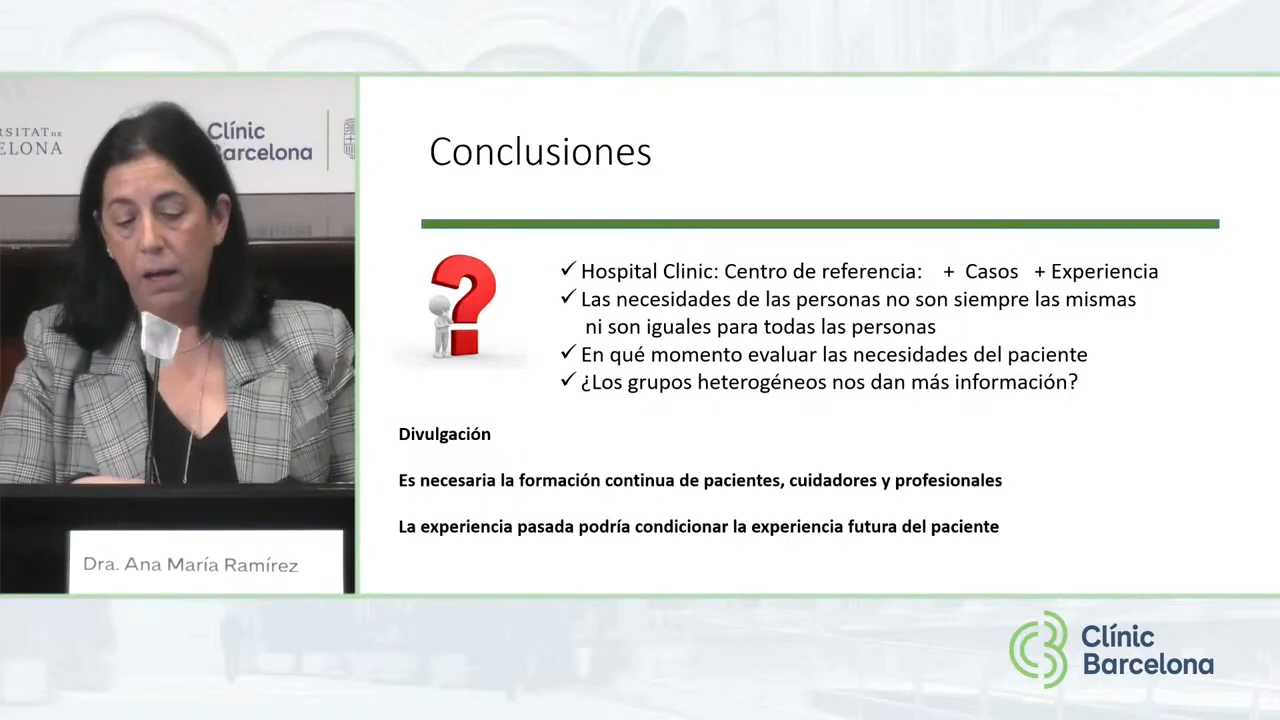 Clínic
Barcelona
Conclusiones
✓ Hospital Clinic: Centro de referencia: + Casos + Experiencia
✓ Las necesidades de las personas no son siempre las mismas
ni son iguales para todas las personas
✓ En qué momento evaluar las necesidades del paciente
✓ ¿Los grupos heterogéneos nos dan más información?
Divulgación
Es necesaria la formación continua de pacientes, cuidadores y profesionales
La experiencia pasada podría condicionar la experiencia futura del paciente
Dra. Ana María Ramírez
Clínic
Barcelona